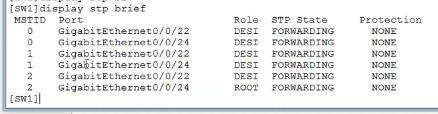 [SW1]display stp brief
MSTID Port Role STP State Protection
0 GigabitEthernet0/0/22 DESI FORWARDING NONE
0 GigabitEthernet0/0/24 DESI FORWARDING NONE
1 GigabitEthernet0/0/22 DESI FORWARDING NONE
1 GigabitEthernet0/0/24 DESI FORWARDING NONE
2 GigabitEthernet0/0/22 DESI FORWARDING NONE
2 GigabitEthernet0/0/24 ROOT FORWARDING NONE
[SW1]